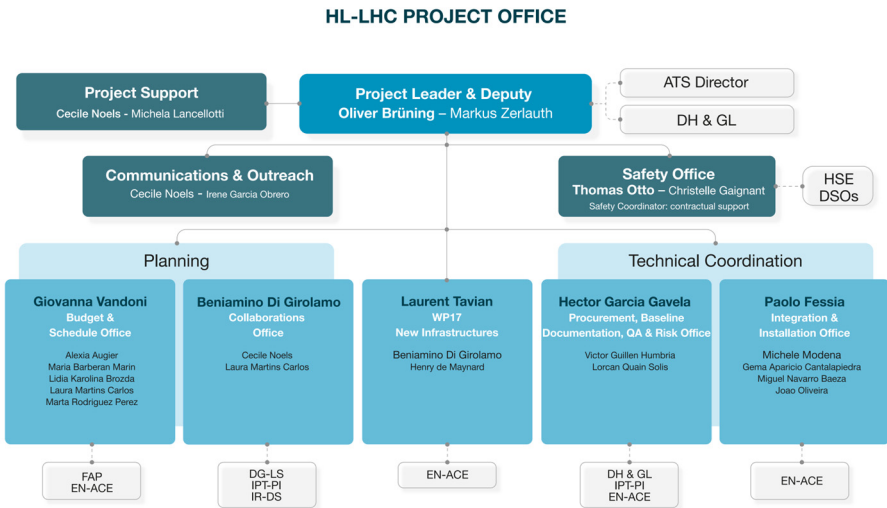 HL-LHC PROJECT OFFICE
Project Support
Cecile Noels - Michela Lancellotti
Project Leader & Deputy
Oliver Brüning – Markus Zerlauth
ATS Director
DH & GL
Communications & Outreach
Cecile Noels - Irene Garcia Obrero
Safety Office
Thomas Otto – Christelle Gaignant
Safety Coordinator: contractual support
HSE
DSOs
Planning
Technical Coordination
Giovanna Vandoni
Budget &
Schedule Office
Alexia Augier
Maria Barberan Marin
Lidia Karolina Brozda
Laura Martins Carlos
Marta Rodriguez Perez
Beniamino Di Girolamo
Collaborations
Office
Cecile Noels
Laura Martins Carlos
Laurent Tavian
WP17
New Infrastructures
Beniamino Di Girolamo
Henry de Maynard
Hector Garcia Gavela
Procurement, Baseline
Documentation, QA & Risk Office
Victor Guillen Humbria
Lorcan Quain Solis
Paolo Fessia
Integration &
Installation Office
Michele Modena
Gema Aparicio Cantalapiedra
Miguel Navarro Baeza
Joao Oliveira
FAP
EN-ACE
DG-LS
IPT-PI
IR-DS
EN-ACE
DH & GL
IPT-PI
EN-ACE
EN-ACE